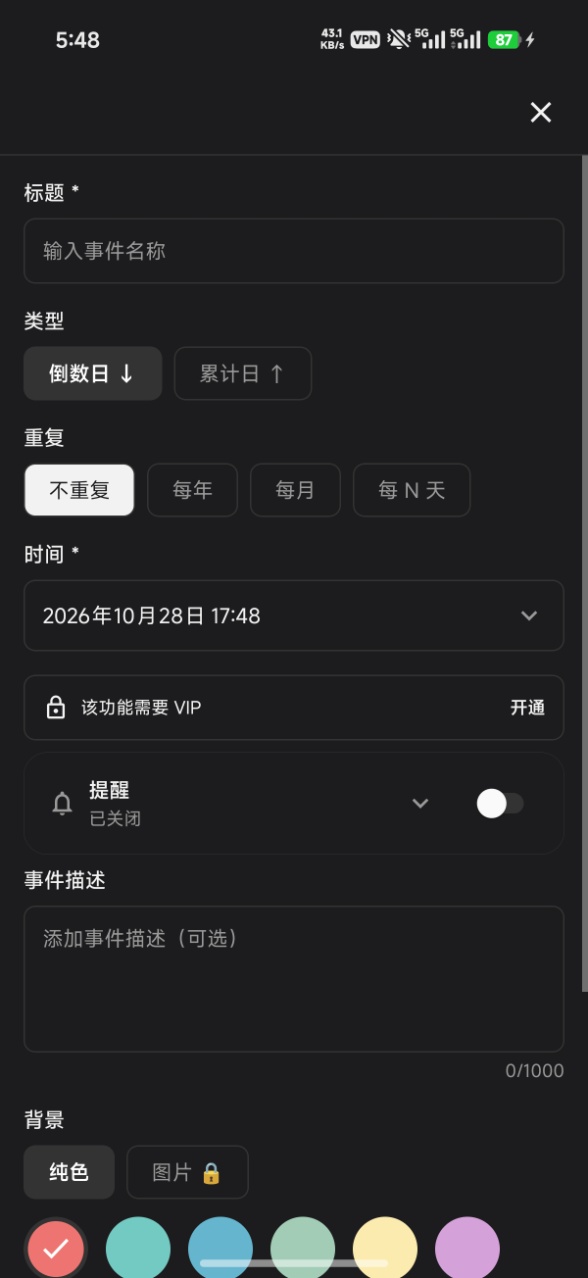 5:48
43.1 KB/s VPN 5G 5G 87
标题 *
输入事件名称
类型
倒数日 ↓ 累计日 ↑
重复
不重复 每年 每月 每 N 天
时间 *
2026年10月28日 17:48
该功能需要 VIP 开通
提醒
已关闭
事件描述
添加事件描述（可选）
0/1000
背景
纯色 图片